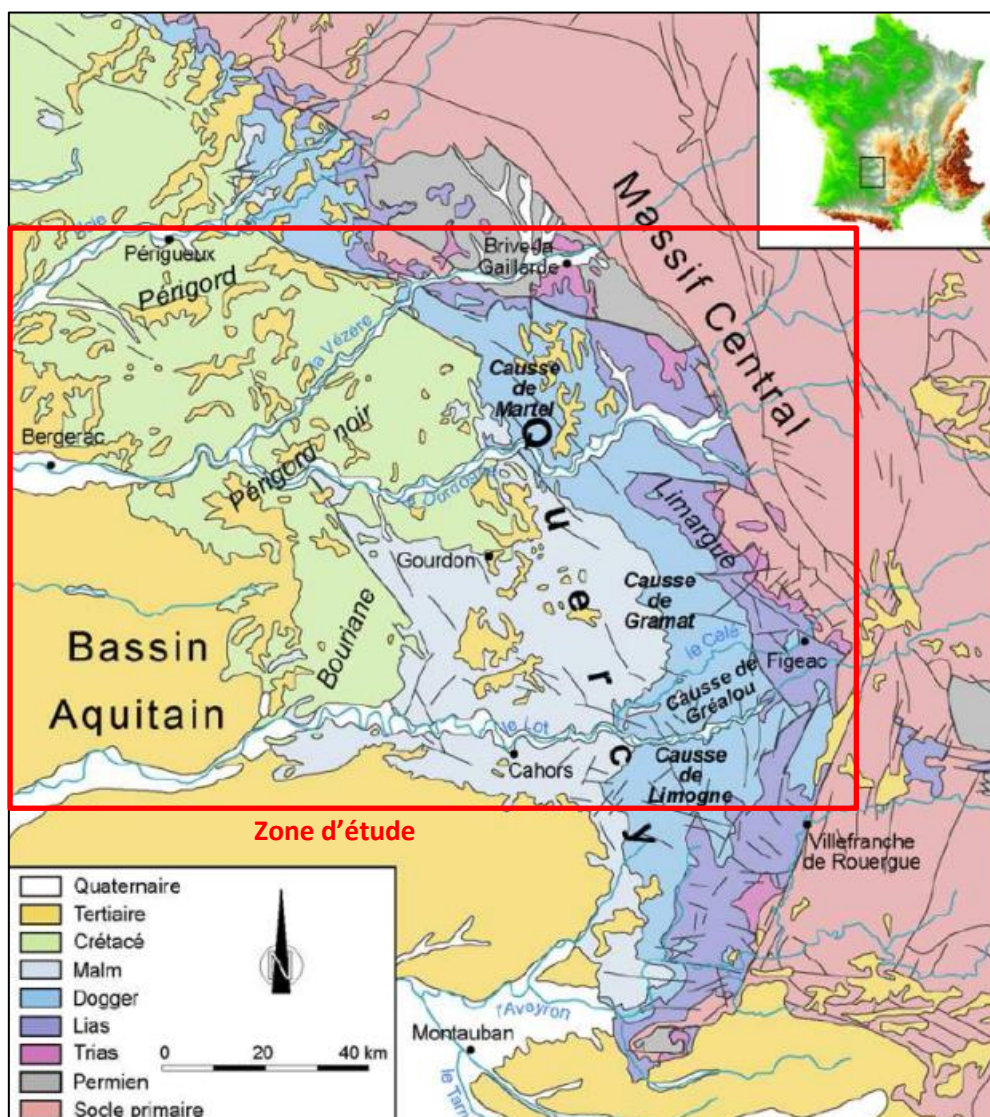 Massif Central
l'Isle
Périgueux
Périgord
Brive-la
Gaillarde
la Vézère
Causse
de
Martel
Bergerac
Périgord noir
la Dordogne
Quercy
Limargue
Gourdon
Causse
de
Gramat
le Célé
Figeac
Bassin
Aquitain
Bouriane
Causse de
Gréalou
le Lot
Cahors
Causse
de
Limogne
Zone d'étude
Villefranche
de Rouergue
Quaternaire
Tertiaire
Crétacé
Malm
Dogger
Lias
Trias
Permien
Socle primaire
N
0 20 40 km
l'Aveyron
Montauban
le Tarn